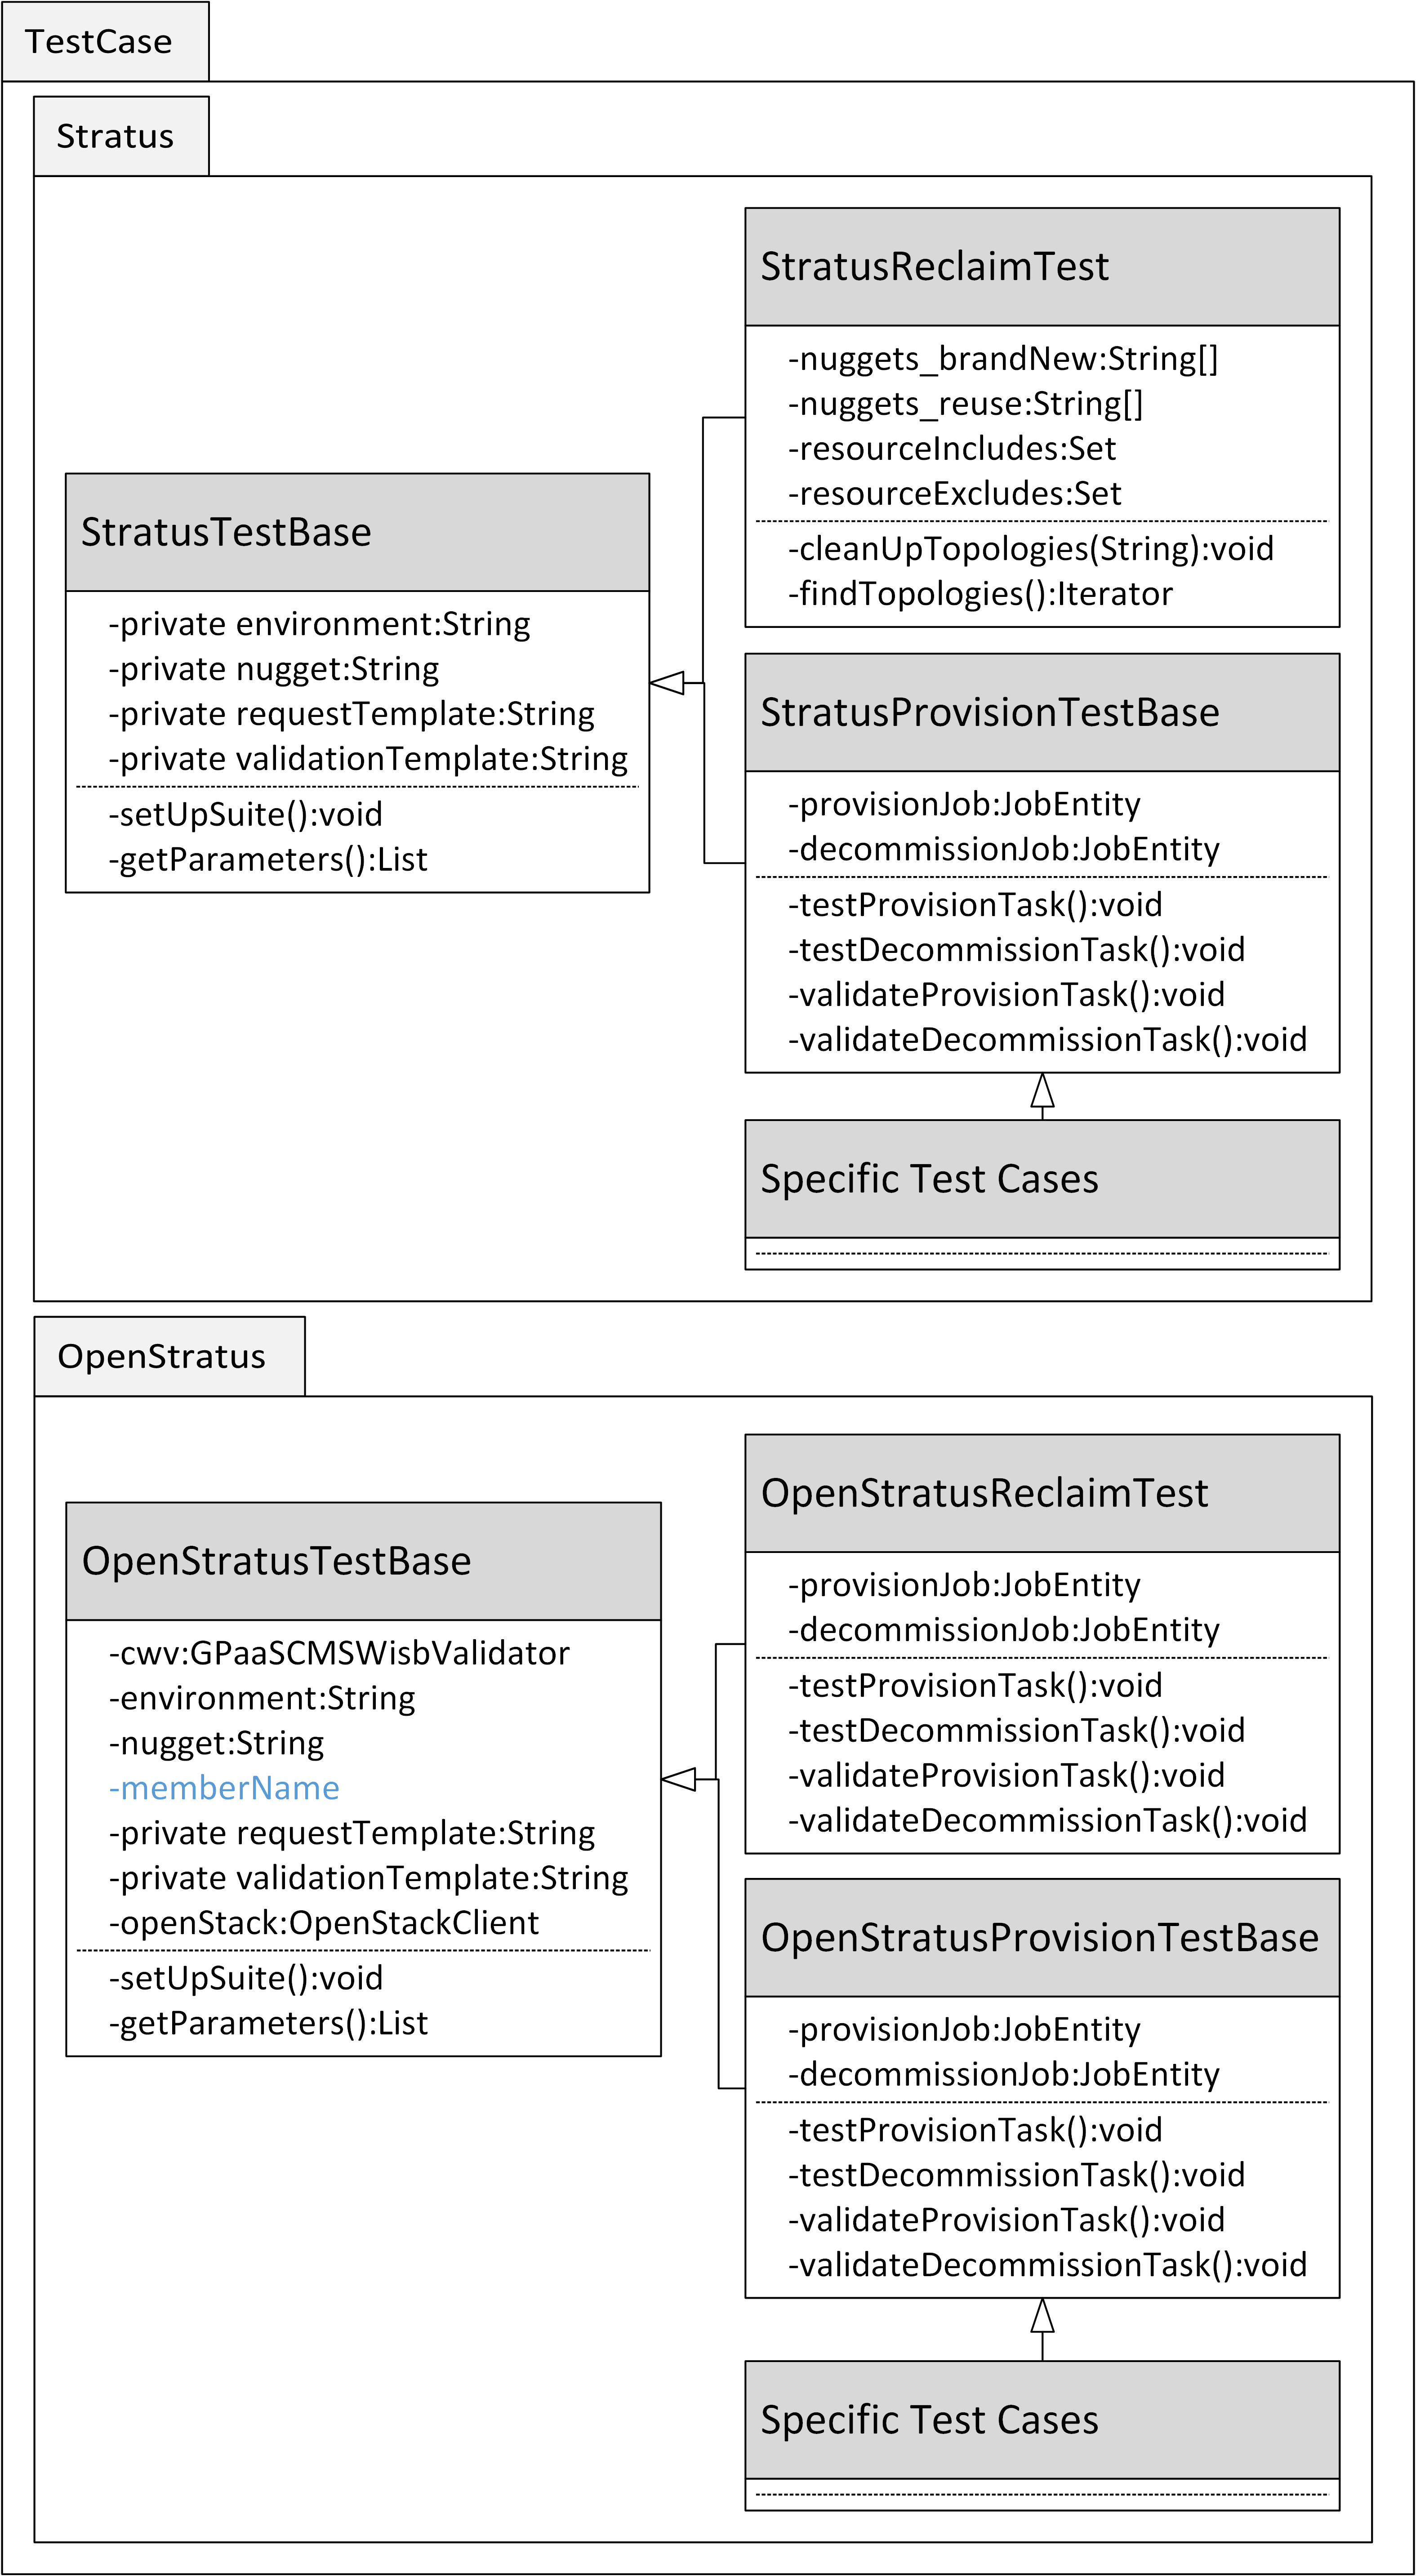 TestCase
Stratus
StratusReclaimTest
-nuggets_brandNew:String[]
-nuggets_reuse:String[]
-resourceIncludes:Set
-resourceExcludes:Set
-cleanUpTopologies(String):void
-findTopologies():Iterator
StratusTestBase
-private environment:String
-private nugget:String
-private requestTemplate:String
-private validationTemplate:String
-setUpSuite():void
-getParameters():List
StratusProvisionTestBase
-provisionJob:JobEntity
-decommissionJob:JobEntity
-testProvisionTask():void
-testDecommissionTask():void
-validateProvisionTask():void
-validateDecommissionTask():void
Specific Test Cases
OpenStratus
OpenStratusReclaimTest
-provisionJob:JobEntity
-decommissionJob:JobEntity
-testProvisionTask():void
-testDecommissionTask():void
-validateProvisionTask():void
-validateDecommissionTask():void
OpenStratusTestBase
-cwv:GPaaSCMSWisbValidator
-environment:String
-nugget:String
-memberName
-private requestTemplate:String
-private validationTemplate:String
-openStack:OpenStackClient
-setUpSuite():void
-getParameters():List
OpenStratusProvisionTestBase
-provisionJob:JobEntity
-decommissionJob:JobEntity
-testProvisionTask():void
-testDecommissionTask():void
-validateProvisionTask():void
-validateDecommissionTask():void
Specific Test Cases